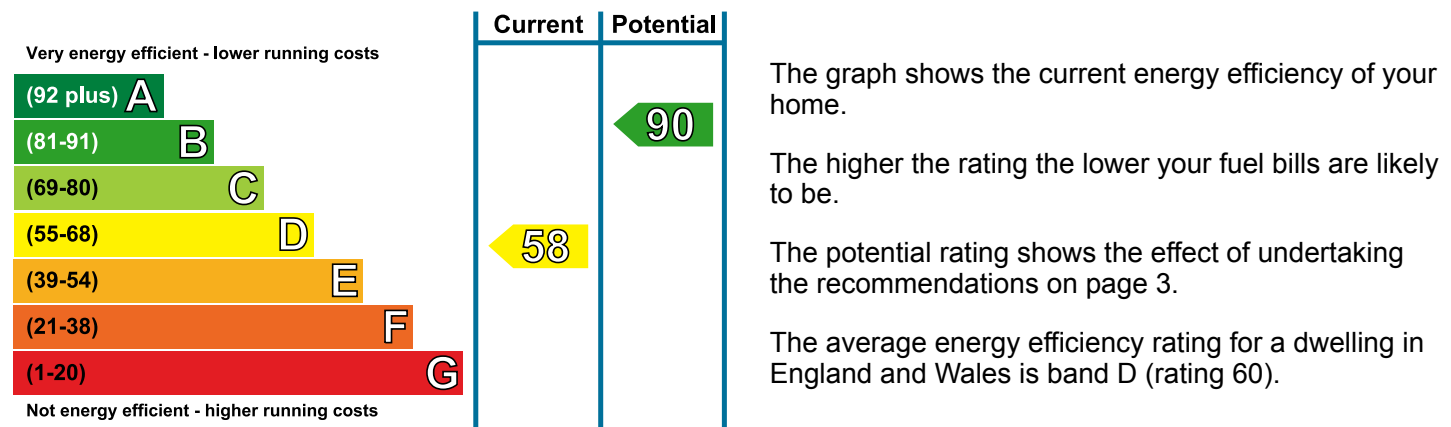 Current Potential
Very energy efficient - lower running costs
(92 plus) A
(81-91) B
(69-80) C
(55-68) D
(39-54) E
(21-38) F
(1-20) G
Not energy efficient - higher running costs
90
58
The graph shows the current energy efficiency of your
home.
The higher the rating the lower your fuel bills are likely
to be.
The potential rating shows the effect of undertaking
the recommendations on page 3.
The average energy efficiency rating for a dwelling in
England and Wales is band D (rating 60).